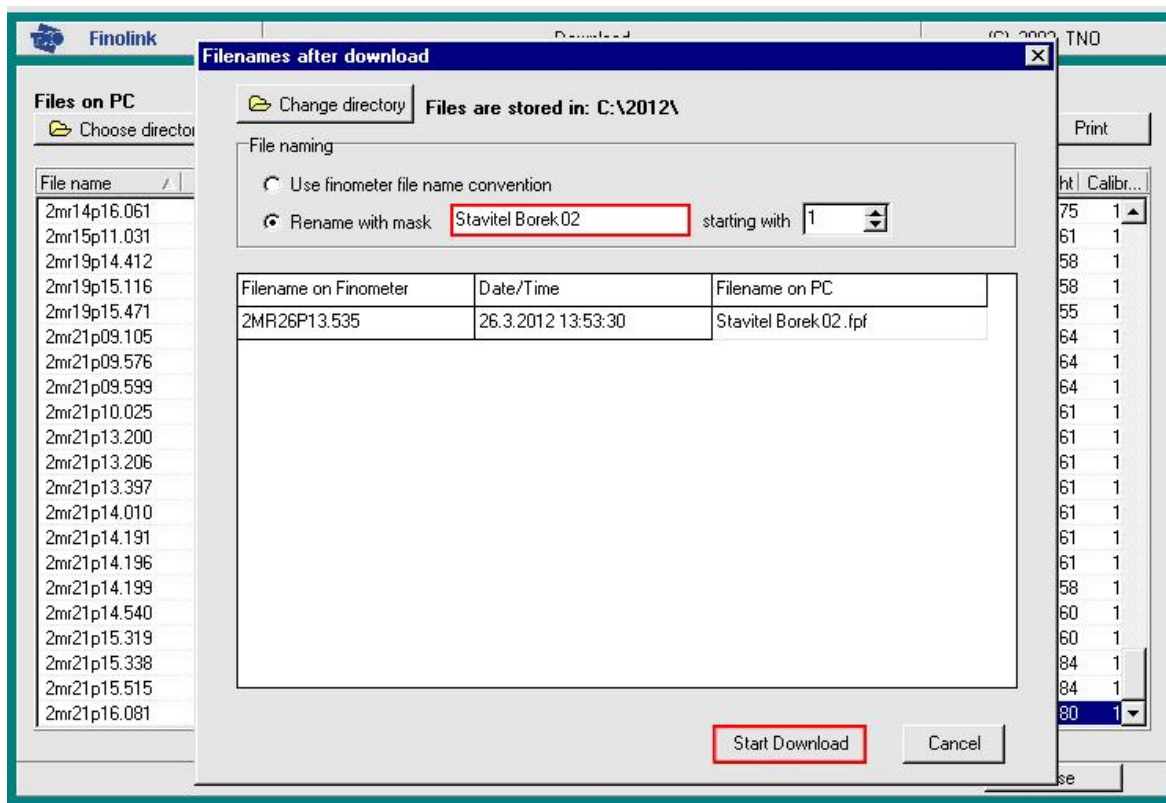 Finolink
TNO
Filenames after download
Files on PC
Choose
Change directory
Files are stored in: C:\2012\
Print
File naming
Use finometer file name convention
Rename with mask
Stavitel Borek 02
starting with
1
File name
Filename on Finometer Date/Time Filename on PC
2MR26P13.535 26.3.2012 13:53:30 Stavitel Borek 02.fpf
Calibr...
2mr14p16.061 75 1
2mr15p11.031 61 1
2mr19p14.412 58 1
2mr19p15.116 58 1
2mr19p15.471 55 1
2mr21p09.105 64 1
2mr21p09.576 64 1
2mr21p09.599 64 1
2mr21p10.025 61 1
2mr21p13.200 61 1
2mr21p13.206 61 1
2mr21p13.397 61 1
2mr21p14.010 61 1
2mr21p14.191 61 1
2mr21p14.196 61 1
2mr21p14.199 58 1
2mr21p14.540 60 1
2mr21p15.319 60 1
2mr21p15.338 84 1
2mr21p15.515 84 1
2mr21p16.081 80 1
Start Download
Cancel